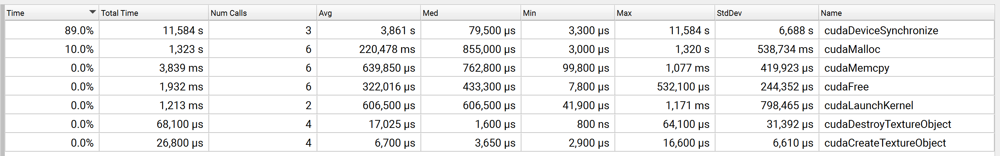 Time Total Time Num Calls Avg Med Min Max StdDev Name
89.0% 11,584 s 3 3,861 s 79,500 μs 3,300 μs 11,584 s 6,688 s cudaDeviceSynchronize
10.0% 1,323 s 6 220,478 ms 855,000 μs 3,000 μs 1,320 s 538,734 ms cudaMalloc
0.0% 3,839 ms 6 639,850 μs 762,800 μs 99,800 μs 1,077 ms 419,923 μs cudaMemcpy
0.0% 1,932 ms 6 322,016 μs 433,300 μs 7,800 μs 532,100 μs 244,352 μs cudaFree
0.0% 1,213 ms 2 606,500 μs 606,500 μs 41,900 μs 1,171 ms 798,465 μs cudaLaunchKernel
0.0% 68,100 μs 4 17,025 μs 1,600 μs 800 ns 64,100 μs 31,392 μs cudaDestroyTextureObject
0.0% 26,800 μs 4 6,700 μs 3,650 μs 2,900 μs 16,600 μs 6,610 μs cudaCreateTextureObject